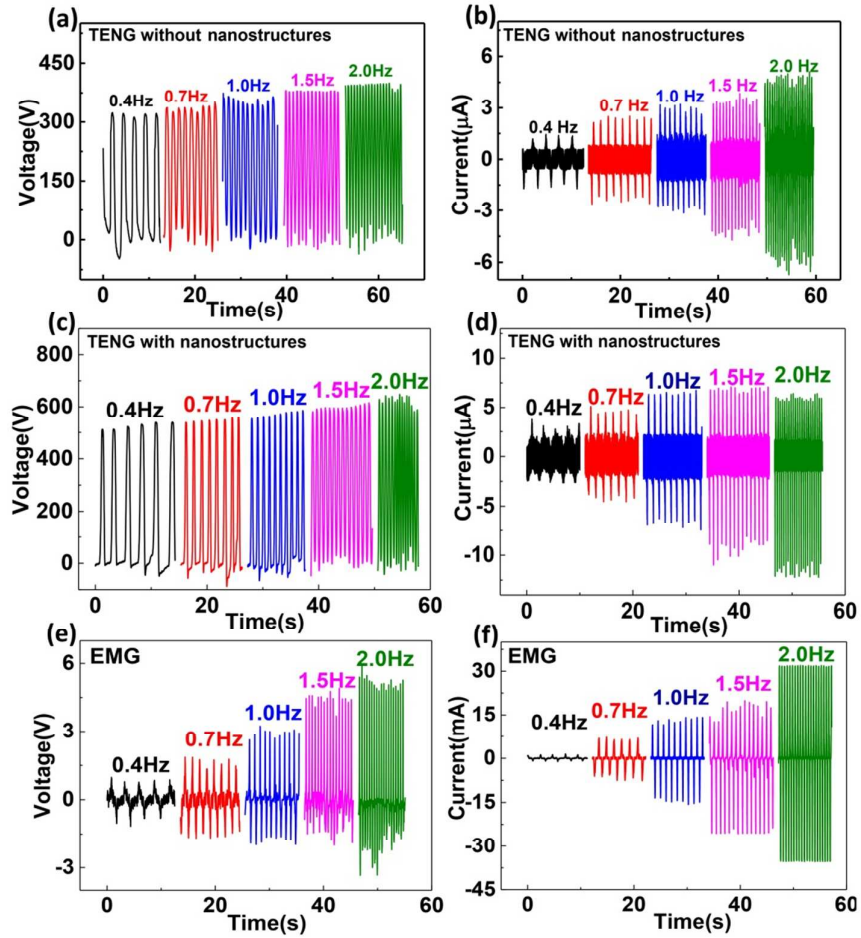 (a)
TENG without nanostructures
450
300
150
0
Voltage(V)
0.4Hz
0.7Hz
1.0Hz
1.5Hz
2.0Hz
0 20 40 60
Time(s)
(b)
TENG without nanostructures
6
3
0
-3
-6
Current(μA)
0.4 Hz
0.7 Hz
1.0 Hz
1.5 Hz
2.0 Hz
0 20 40 60
Time(s)
(c)
TENG with nanostructures
800
600
400
200
0
Voltage(V)
0.4Hz
0.7Hz
1.0Hz
1.5Hz
2.0Hz
0 20 40 60
Time(s)
(d)
TENG with nanostructures
10
5
0
-5
-10
Current(μA)
0.4Hz
0.7Hz
1.0Hz
1.5Hz
2.0Hz
0 20 40 60
Time(s)
(e)
EMG
6
3
0
-3
Voltage(V)
0.4Hz
0.7Hz
1.0Hz
1.5Hz
2.0Hz
0 20 40 60
Time(s)
(f)
EMG
30
15
0
-15
-30
-45
Current(mA)
0.4Hz
0.7Hz
1.0Hz
1.5Hz
2.0Hz
0 20 40 60
Time(s)